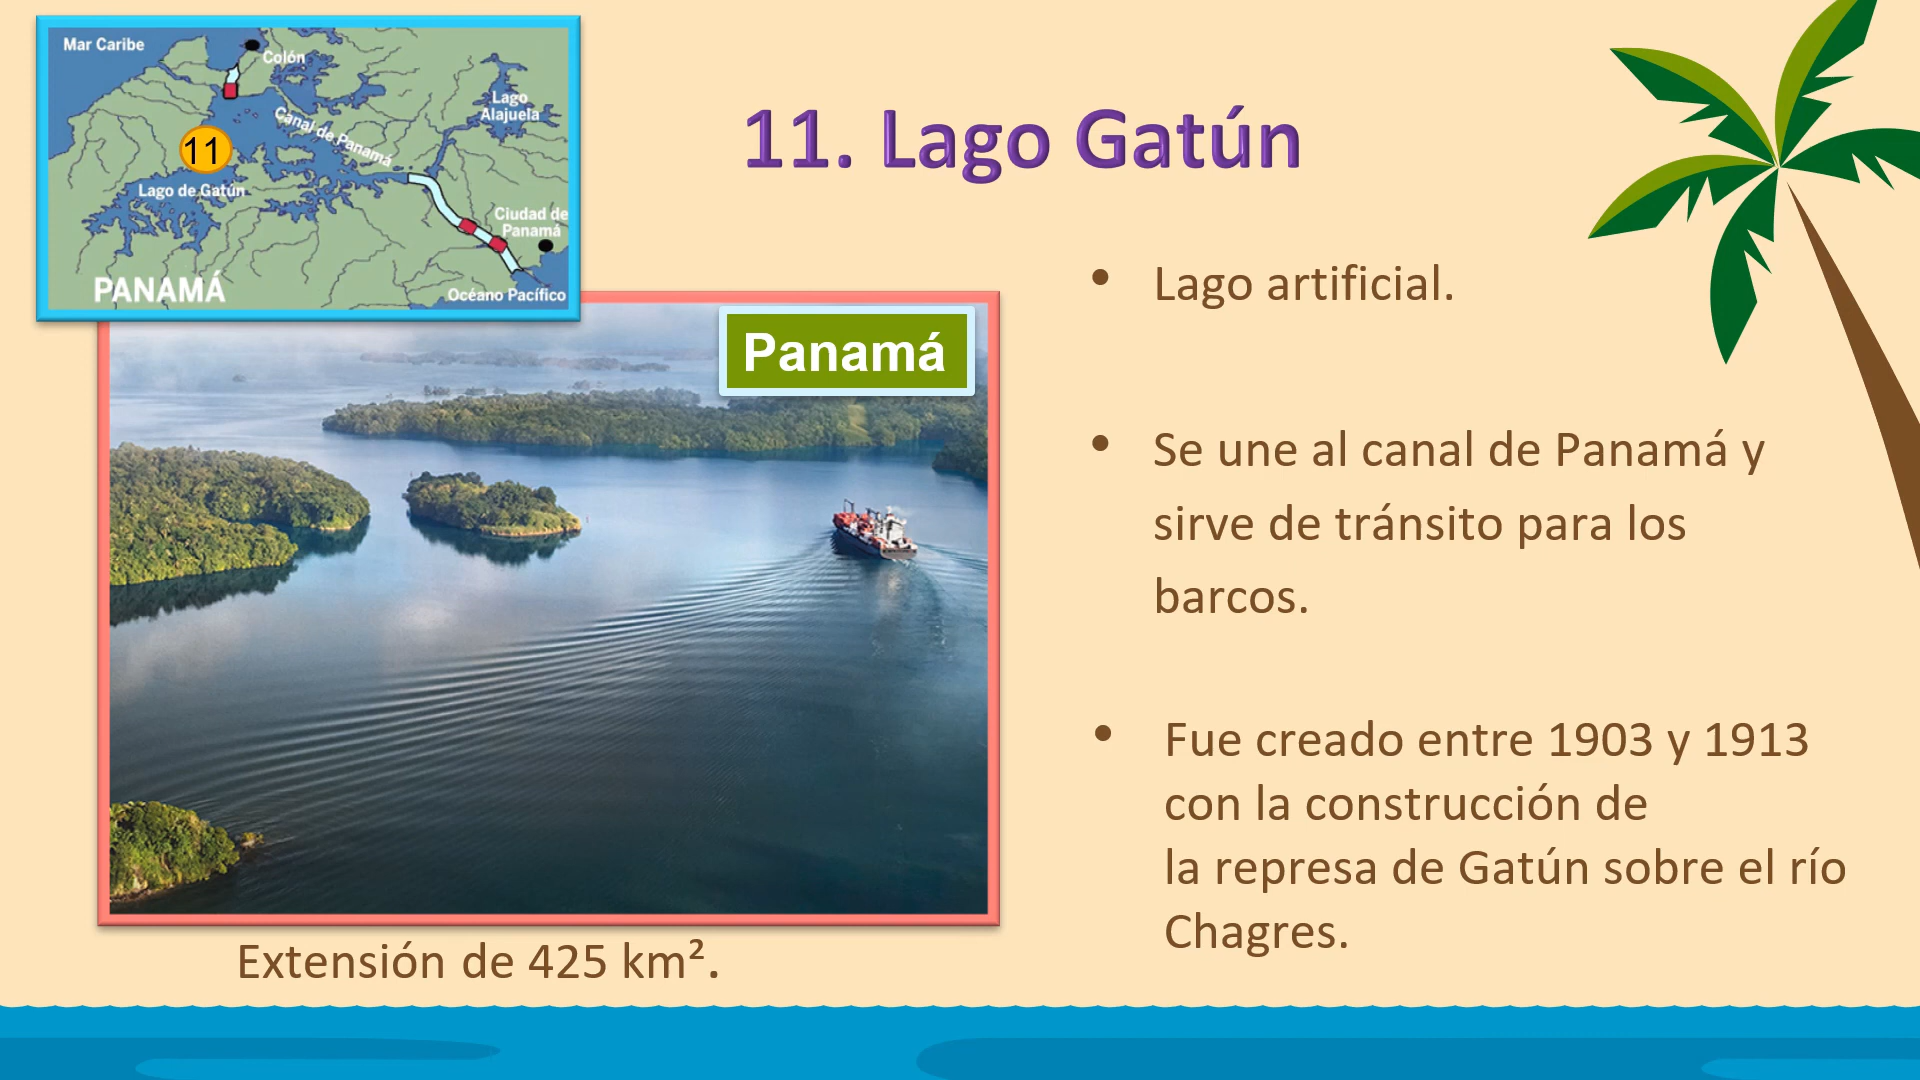 Mar Caribe
Colón
Lago
Alajuela
Canal de Panamá
11
Lago de Gatún
Ciudad de
Panamá
PANAMÁ
Océano Pacífico
11. Lago Gatún
Panamá
• Lago artificial.
• Se une al canal de Panamá y
sirve de tránsito para los
barcos.
• Fue creado entre 1903 y 1913
con la construcción de
la represa de Gatún sobre el río
Chagres.
Extensión de 425 km².